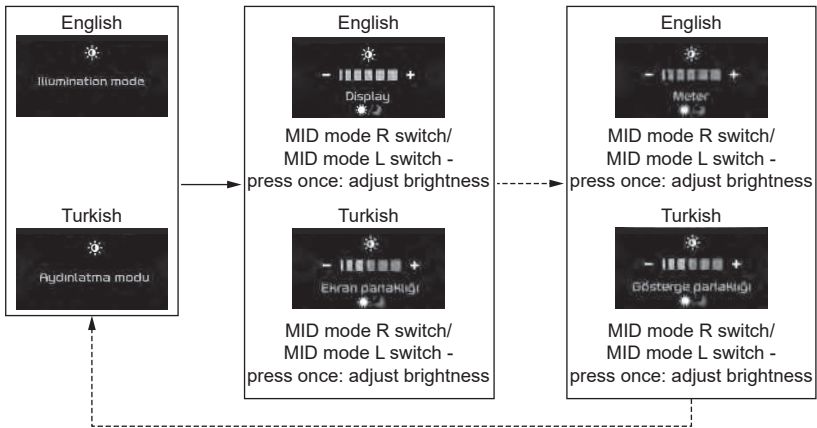 English
Illumination mode
Turkish
Aydınlatma modu
English
- +
Display
MID mode R switch/
MID mode L switch -
press once: adjust brightness
Turkish
- +
Ekran parlaklığı
MID mode R switch/
MID mode L switch -
press once: adjust brightness
English
- +
Meter
MID mode R switch/
MID mode L switch -
press once: adjust brightness
Turkish
- +
Gösterge parlaklığı
MID mode R switch/
MID mode L switch -
press once: adjust brightness